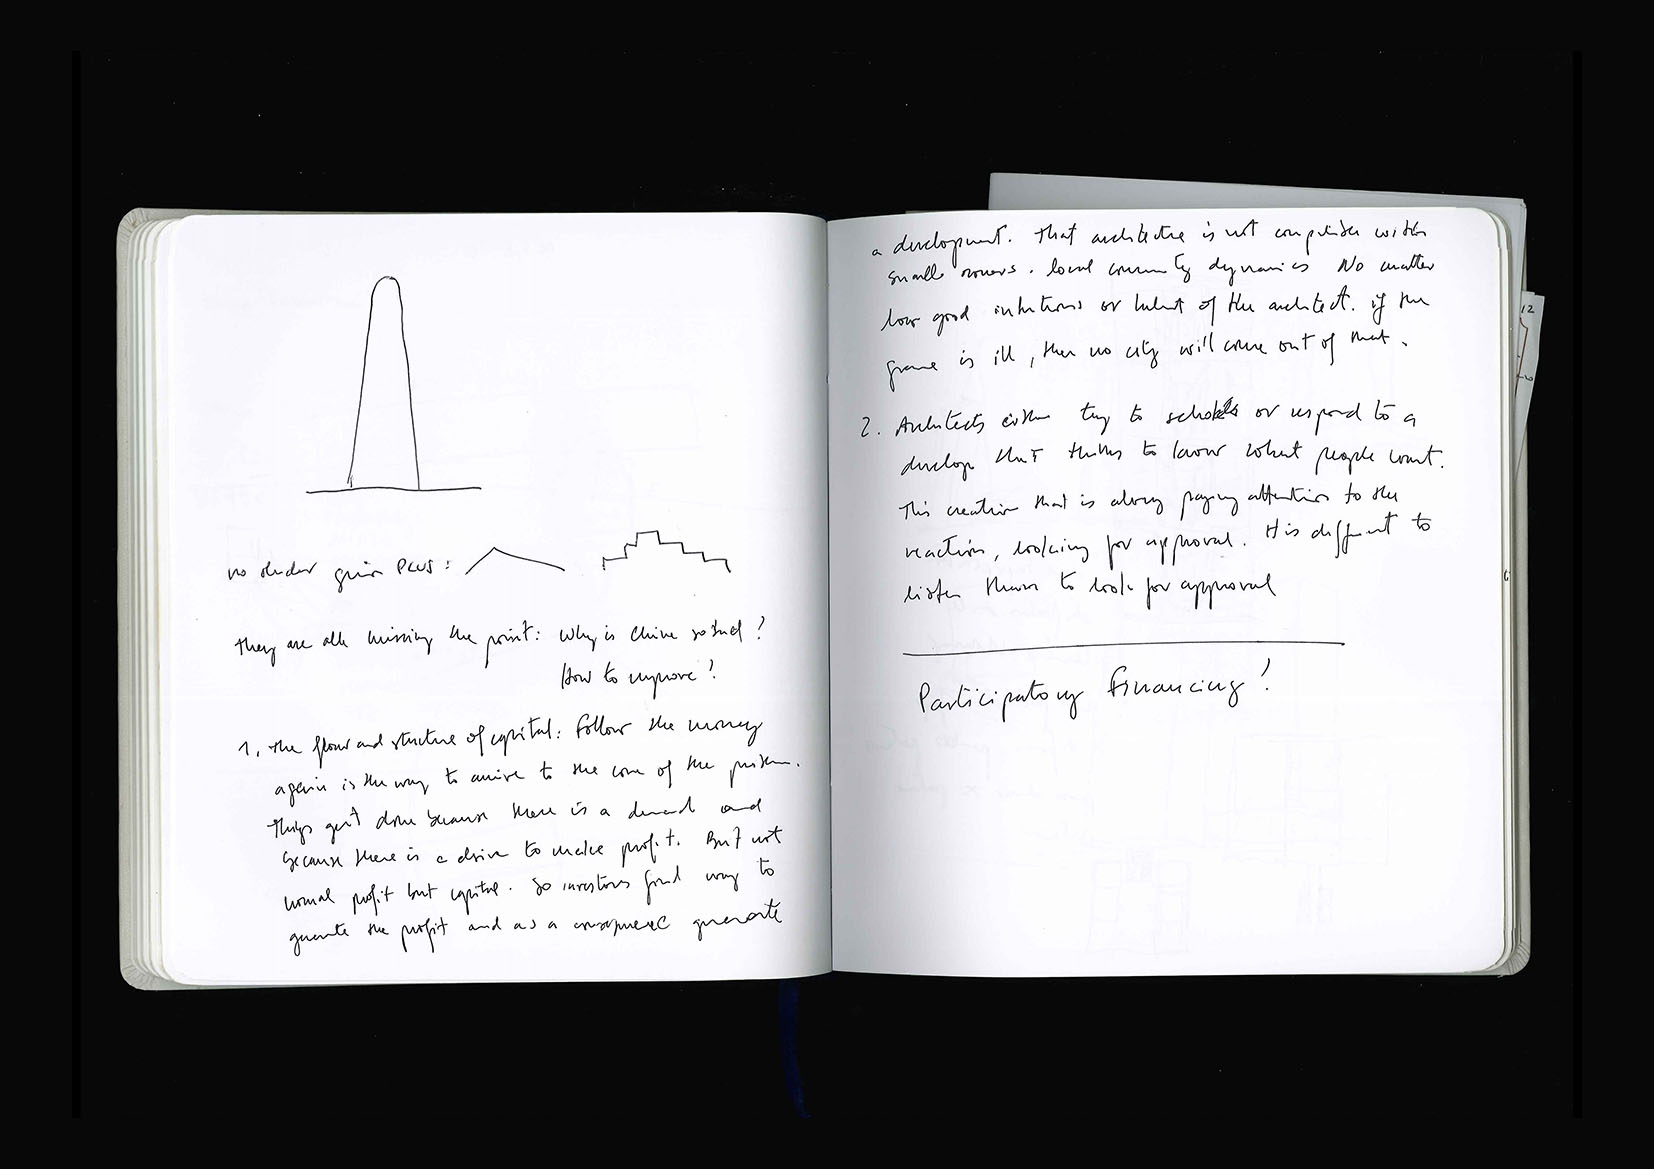 no
they are all missing the point: Why is China so bad?
How to improve?
1. the flow and structure of capital: Follow the money
again is the way to arrive to the core of the problem.
things get done because there is a demand and
because there is a drive to make profit. But not
normal profit but capital. So investors find way to
the profit and as a consequence generate
a development. that architecture is not with
small owners. local community dynamics No matter
how good intentions or talent of the architect. if the
game is ill, then no city will come out of that.
2. Architects either try to or respond to a
develop that thinks to know what people want.
This creation that is always paying attention to the
reaction, looking for approval. It is different to
listen than to look for approval
Participatory Financing!
12